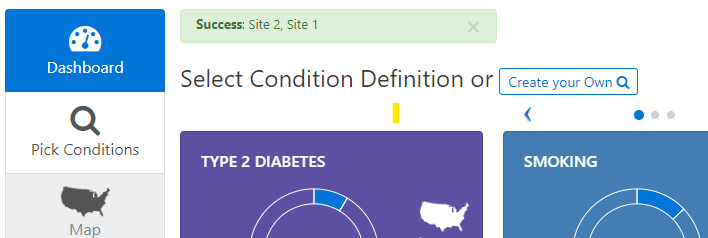 Success: Site 2, Site 1 ×
Dashboard
Select Condition Definition or Create your Own
Pick Conditions
TYPE 2 DIABETES
SMOKING
Map